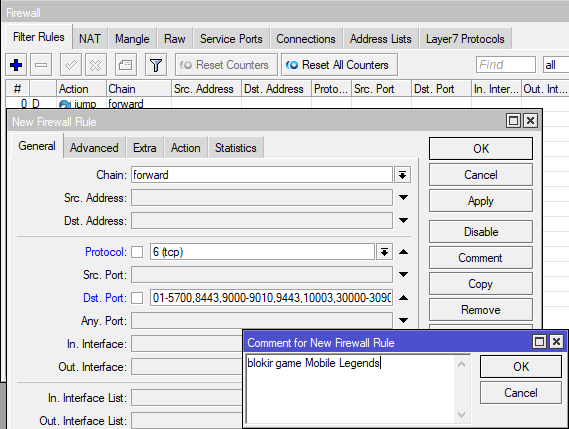 Firewall
Filter Rules NAT Mangle Raw Service Ports Connections Address Lists Layer7 Protocols
Reset Counters Reset All Counters Find all
# Action Chain Src. Address Dst. Address Proto... Src. Port Dst. Port In. Inter... Out. Int...
0 D jump forward
New Firewall Rule
General Advanced Extra Action Statistics
Chain: forward
Src. Address:
Dst. Address:
Protocol: 6 (tcp)
Src. Port:
Dst. Port: 01-5700,8443,9000-9010,9443,10003,30000-3090
Any. Port:
In. Interface:
Out. Interface:
In. Interface List:
Out. Interface List:
OK
Cancel
Apply
Disable
Comment
Copy
Remove
Comment for New Firewall Rule
blokir game Mobile Legends
OK
Cancel